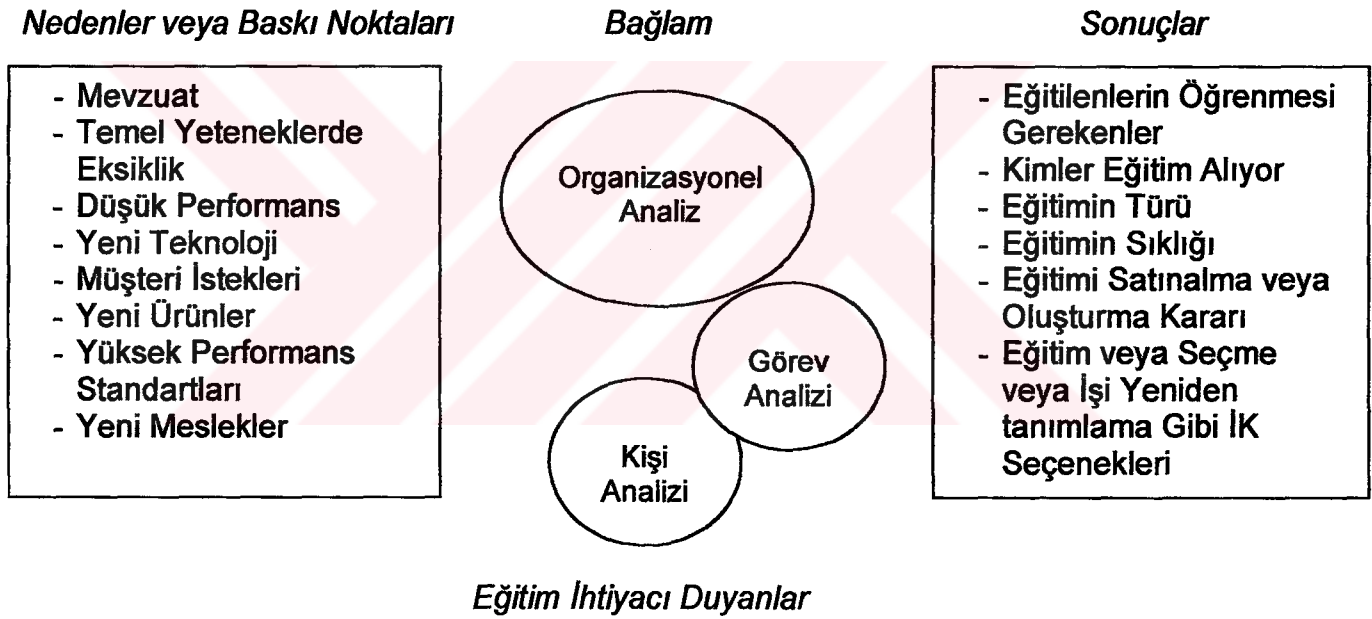 Nedenler veya Baskı Noktaları
- Mevzuat
- Temel Yeteneklerde
Eksiklik
- Düşük Performans
- Yeni Teknoloji
- Müşteri İstekleri
- Yeni Ürünler
- Yüksek Performans
Standartları
- Yeni Meslekler
Bağlam
Organizasyonel
Analiz
Görev
Analizi
Kişi
Analizi
Eğitim İhtiyacı Duyanlar
Sonuçlar
- Eğitilenlerin Öğrenmesi
Gerekenler
- Kimler Eğitim Alıyor
- Eğitimin Türü
- Eğitimin Sıklığı
- Eğitimi Satınalma veya
Oluşturma Kararı
- Eğitim veya Seçme
veya İşi Yeniden
tanımlama Gibi İK
Seçenekleri